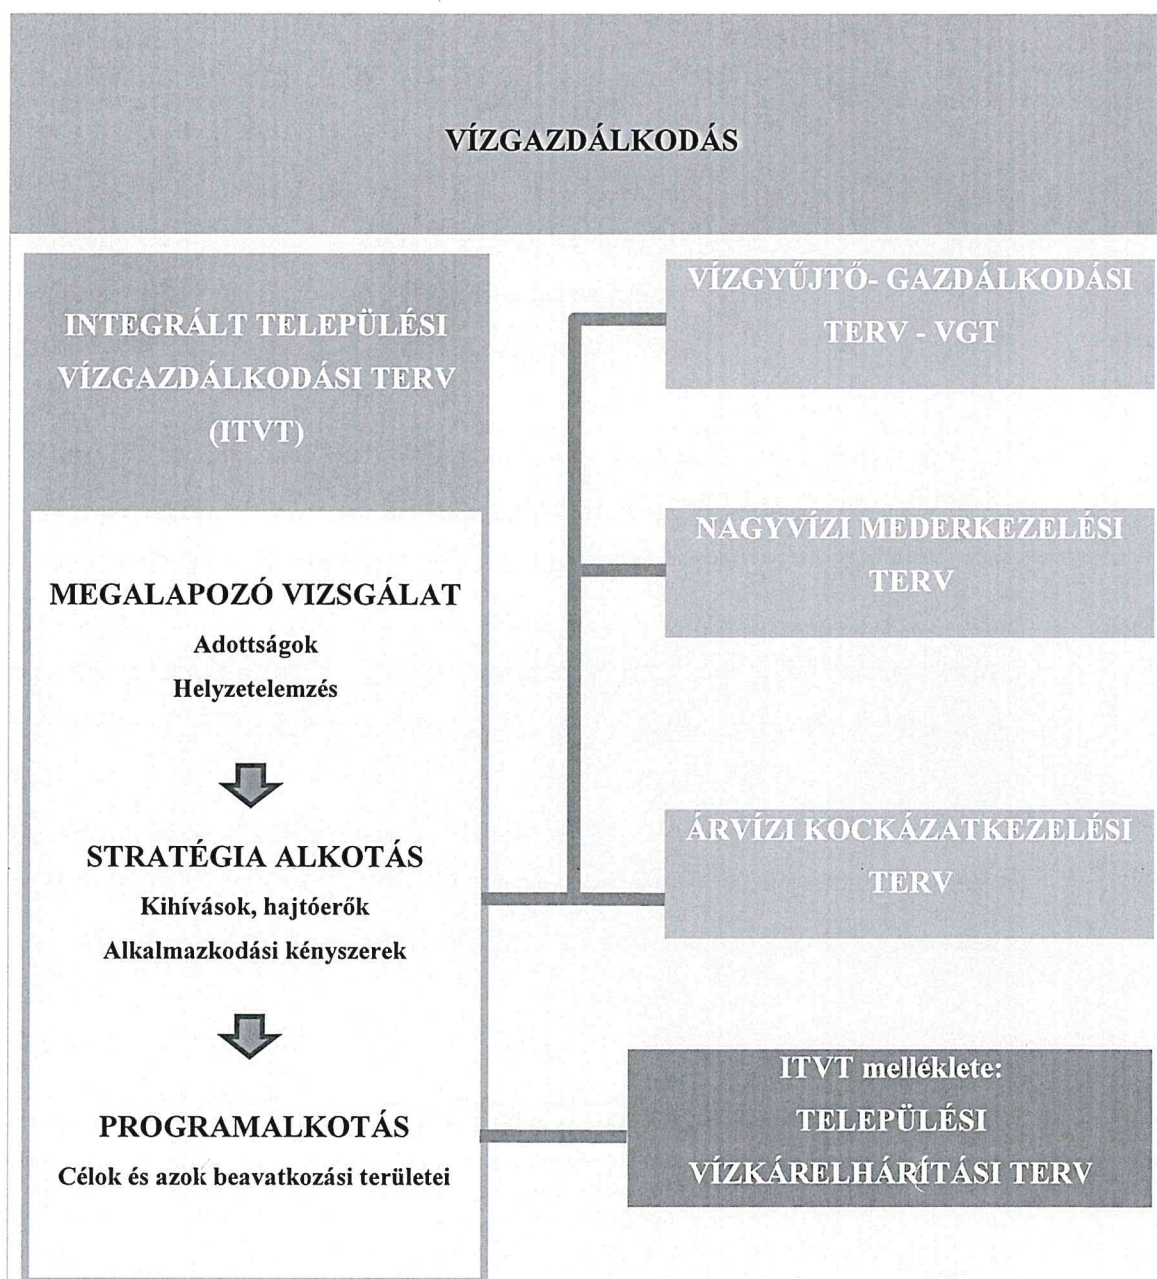 VÍZGAZDÁLKODÁS
INTEGRÁLT TELEPÜLÉSI
VÍZGAZDÁLKODÁSI TERV
(ITVT)
MEGALAPOZÓ VIZSGÁLAT
Adottságok
Helyzetelemzés
STRATÉGIA ALKOTÁS
Kihívások, hajtóerők
Alkalmazkodási kényszerek
PROGRAMALKOTÁS
Célok és azok beavatkozási területei
VÍZGYŰJTŐ- GAZDÁLKODÁSI
TERV - VGT
NAGYVÍZI MEDERKEZELÉSI
TERV
ÁRVÍZI KOCKÁZATKEZELÉSI
TERV
ITVT melléklete:
TELEPÜLÉSI
VÍZKÁRELHÁRÍTÁSI TERV